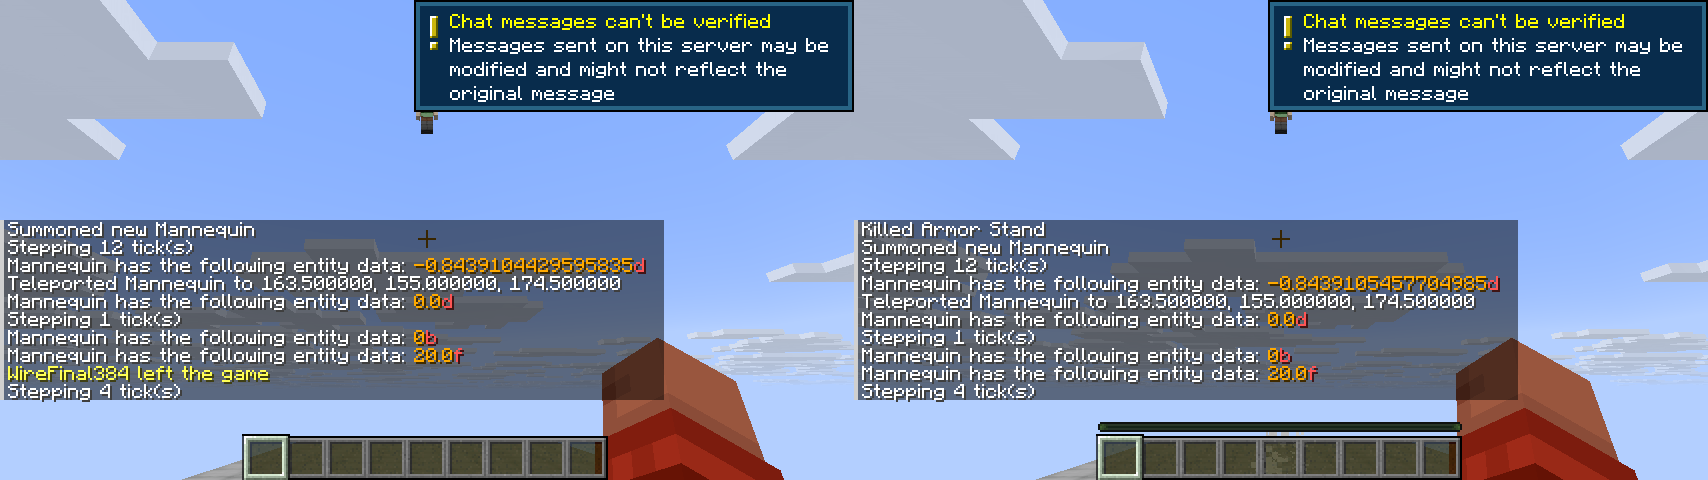 Chat messages can't be verified
Messages sent on this server may be
modified and might not reflect the
original message
Summoned new Mannequin
Stepping 12 tick(s)
Mannequin has the following entity data: -0.8439104429595835d
Teleported Mannequin to 163.500000, 155.000000, 174.500000
Mannequin has the following entity data: 0.0d
Stepping 1 tick(s)
Mannequin has the following entity data: 0b
Mannequin has the following entity data: 20.0f
WireFinal384 left the game
Stepping 4 tick(s)
Chat messages can't be verified
Messages sent on this server may be
modified and might not reflect the
original message
Killed Armor Stand
Summoned new Mannequin
Stepping 12 tick(s)
Mannequin has the following entity data: -0.8439105457704985d
Teleported Mannequin to 163.500000, 155.000000, 174.500000
Mannequin has the following entity data: 0.0d
Stepping 1 tick(s)
Mannequin has the following entity data: 0b
Mannequin has the following entity data: 20.0f
Stepping 4 tick(s)